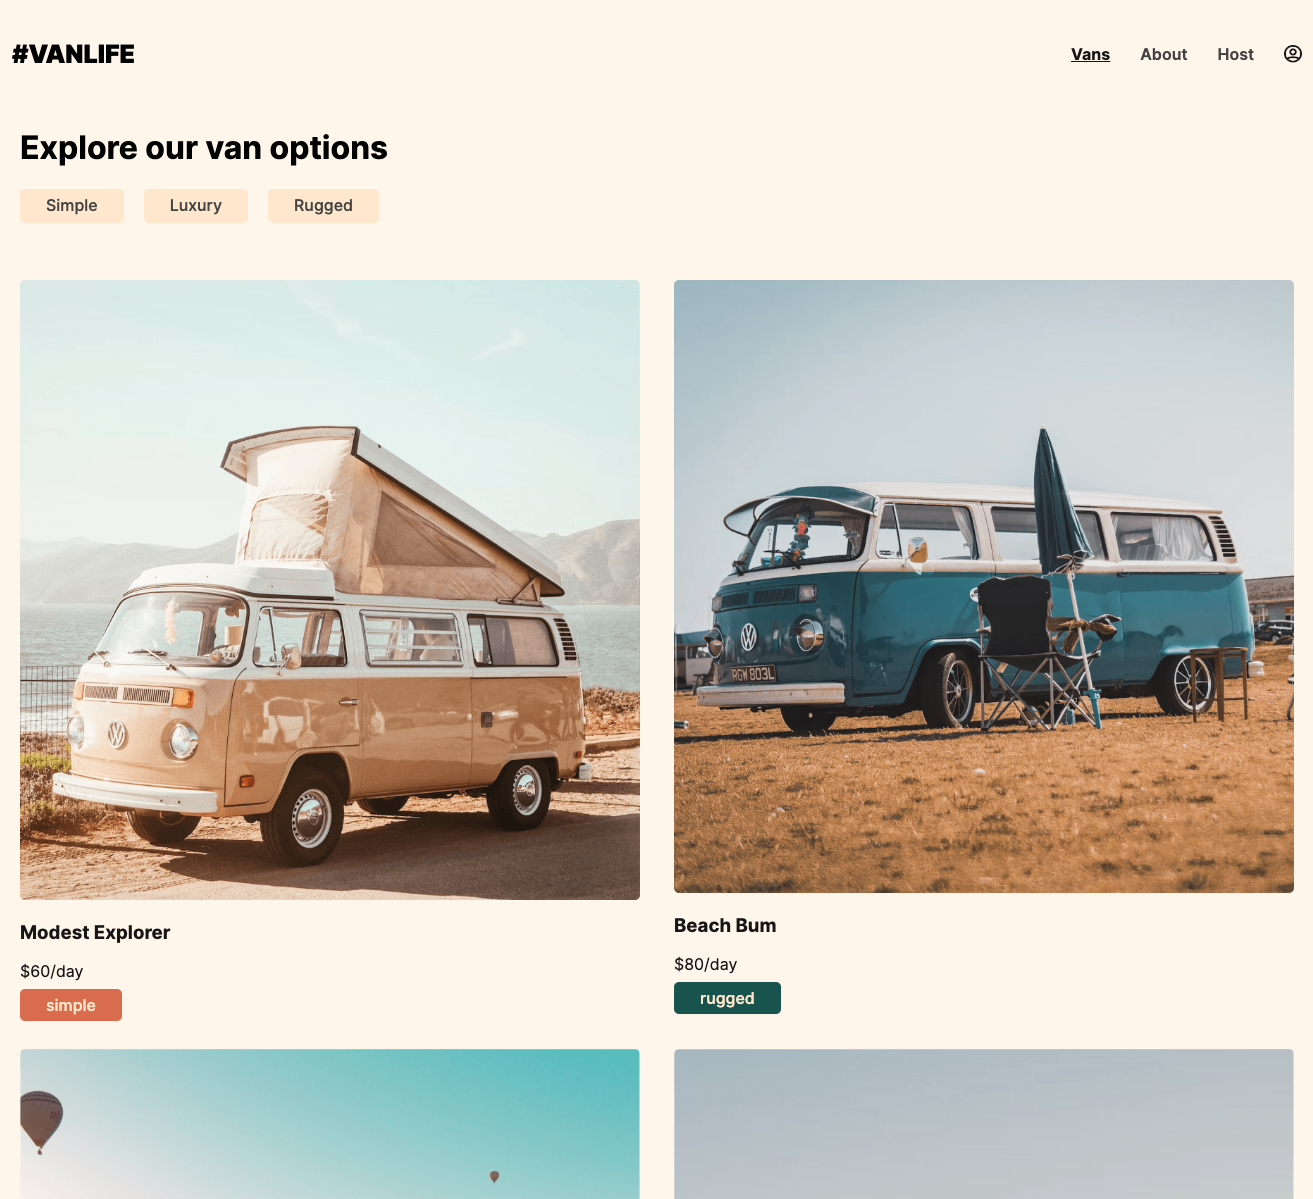 #VANLIFE
Vans About Host
Explore our van options
Simple Luxury Rugged
RGW 803L
Modest Explorer
$60/day
simple
Beach Bum
$80/day
rugged